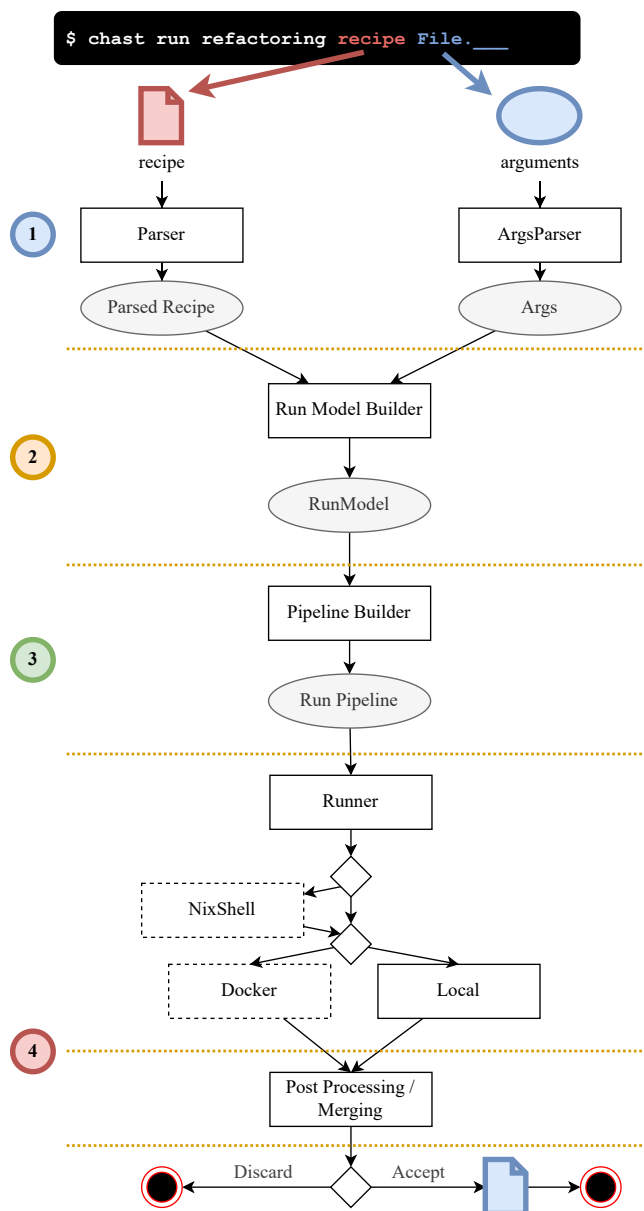 $ chast run refactoring recipe File.___
recipe
arguments
1
Parser
ArgsParser
Parsed Recipe
Args
Run Model Builder
2
RunModel
Pipeline Builder
3
Run Pipeline
Runner
NixShell
Docker
Local
4
Post Processing /
Merging
Discard
Accept